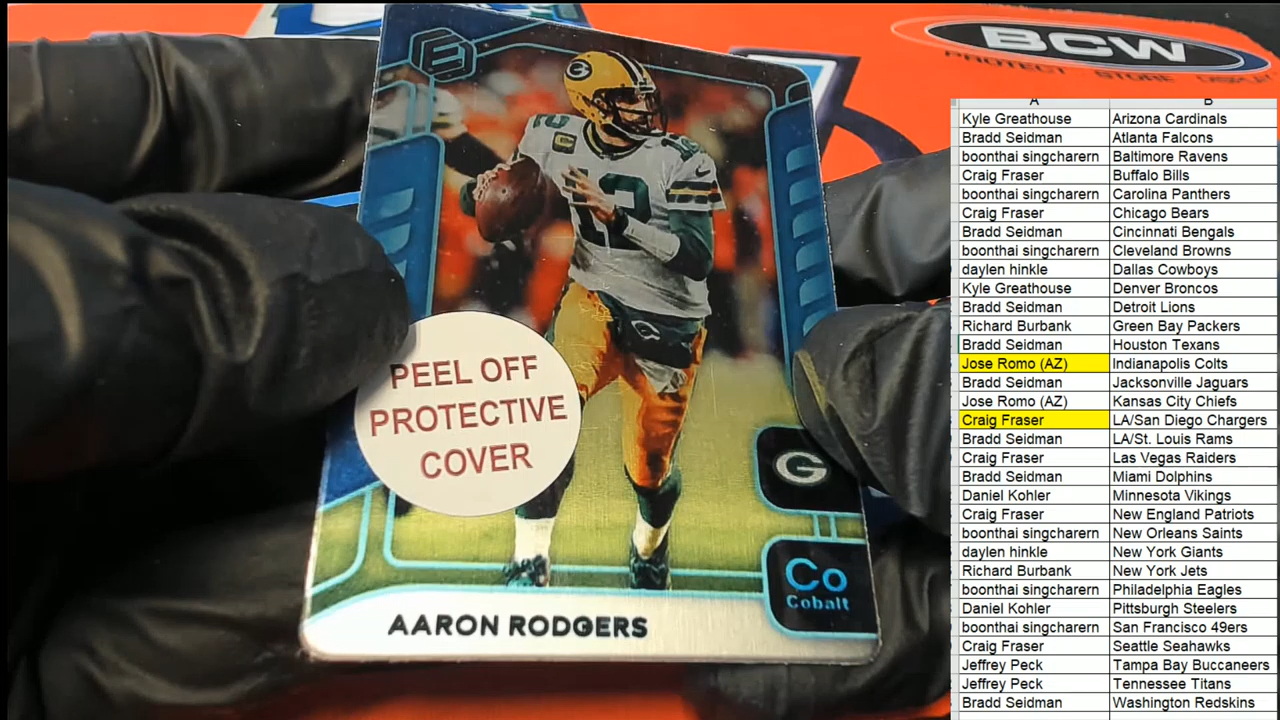 E
G
12
12
12
PEEL OFF
PROTECTIVE
COVER
G
Co
Cobalt
AARON RODGERS
BCW
PROTECT STORE DISPLAY
A B
Kyle Greathouse Arizona Cardinals
Bradd Seidman Atlanta Falcons
boonthai singcharern Baltimore Ravens
Craig Fraser Buffalo Bills
boonthai singcharern Carolina Panthers
Craig Fraser Chicago Bears
Bradd Seidman Cincinnati Bengals
boonthai singcharern Cleveland Browns
daylen hinkle Dallas Cowboys
Kyle Greathouse Denver Broncos
Bradd Seidman Detroit Lions
Richard Burbank Green Bay Packers
Bradd Seidman Houston Texans
Jose Romo (AZ) Indianapolis Colts
Bradd Seidman Jacksonville Jaguars
Jose Romo (AZ) Kansas City Chiefs
Craig Fraser LA/San Diego Chargers
Bradd Seidman LA/St. Louis Rams
Craig Fraser Las Vegas Raiders
Bradd Seidman Miami Dolphins
Daniel Kohler Minnesota Vikings
Craig Fraser New England Patriots
boonthai singcharern New Orleans Saints
daylen hinkle New York Giants
Richard Burbank New York Jets
boonthai singcharern Philadelphia Eagles
Daniel Kohler Pittsburgh Steelers
boonthai singcharern San Francisco 49ers
Craig Fraser Seattle Seahawks
Jeffrey Peck Tampa Bay Buccaneers
Jeffrey Peck Tennessee Titans
Bradd Seidman Washington Redskins